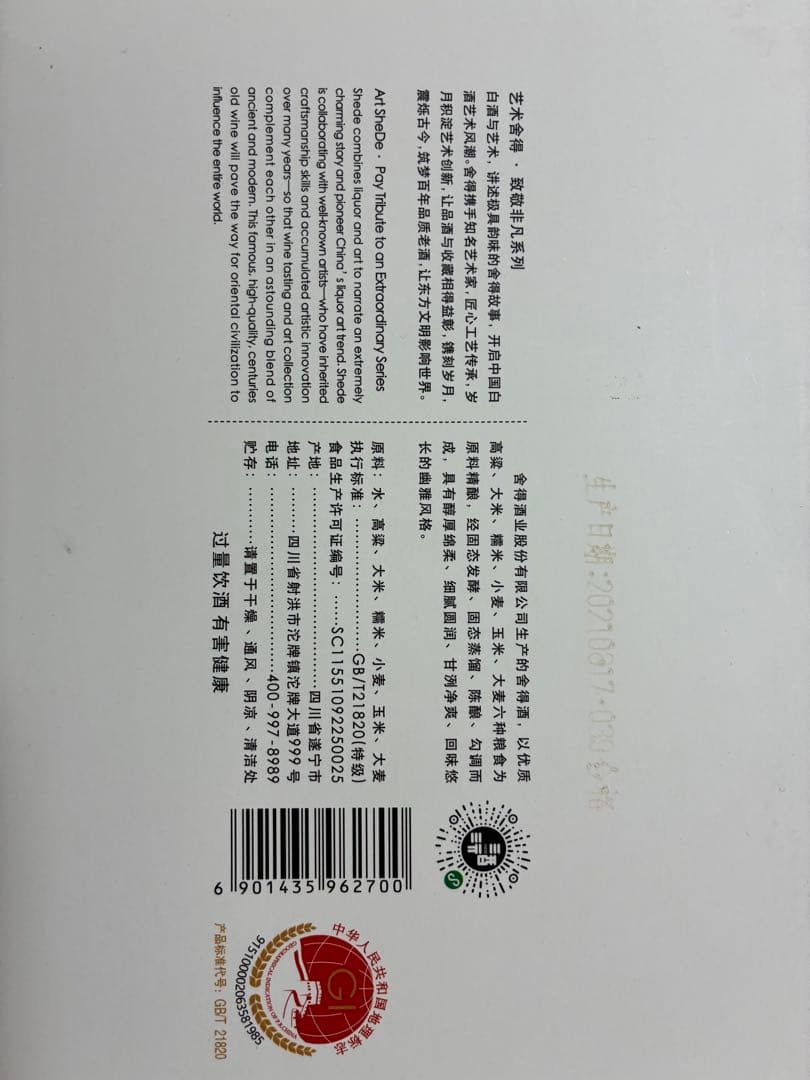 艺术舍得 · 致敬非凡系列
白酒与艺术，讲述极具韵味的舍得故事，开启中国白
酒艺术风潮。舍得携手知名艺术家，匠心工艺传承，岁
月积淀艺术创新，让品酒与收藏相得益彰，镌刻岁月，
震烁古今，筑梦百年品质老酒，让东方文明影响世界。
Art SheDe · Pay Tribute to an Extraordinary Series
Shede combines liquor and art to narrate an extremely
charming story and pioneer China's liquor art trend. Shede
is collaborating with well-known artists—who have inherited
craftsmanship skills and accumulated artistic innovation
over many years—so that wine tasting and art collection
complement each other in an astounding blend of
ancient and modern. This famous, high-quality, centuries
old wine will pave the way for oriental civilization to
influence the entire world.
舍得酒业股份有限公司生产的舍得酒，以优质
高粱、大米、糯米、小麦、玉米、大麦六种粮食为
原料精酿，经固态发酵、固态蒸馏、陈酿、勾调而
成，具有醇厚绵柔、细腻圆润、甘洌净爽、回味悠
长的幽雅风格。
原料：水、高粱、大米、糯米、小麦、玉米、大麦
执行标准：…………………GB/T21820(特级)
食品生产许可证编号：……SC11551092250025
产地：…………………………四川省遂宁市
地址：………四川省射洪市沱牌镇沱牌大道999号
电话：…………………………400-997-8989
贮存：…………请置于干燥、通风、阴凉、清洁处
过量饮酒 有害健康
生产日期:20210617
6 901435 962700
舍得
中华人民共和国地理标志
GI
GEOGRAPHICAL INDICATION OF P.R.CHINA
915100002063581985
产品标准代号：GB/T 21820